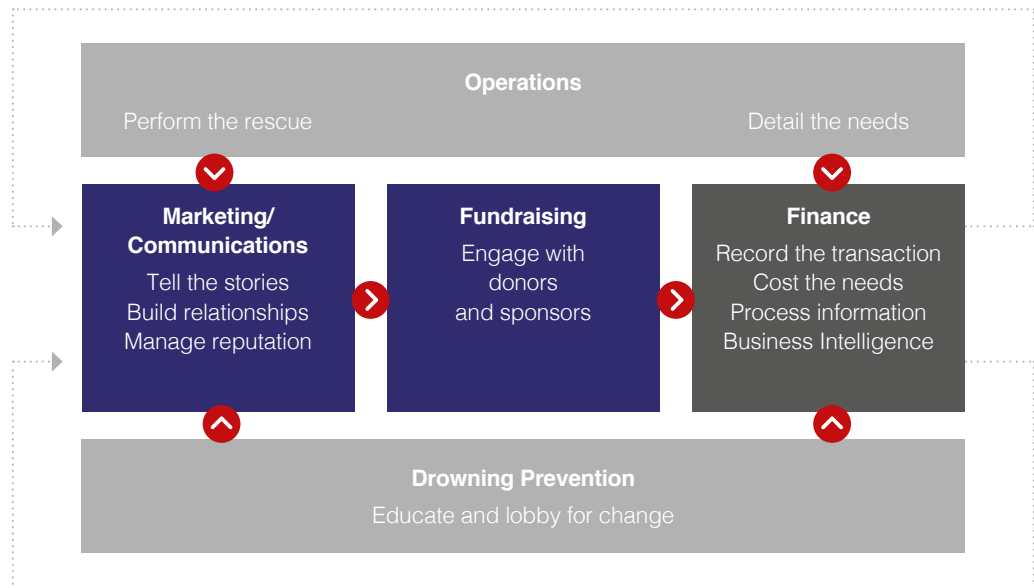 Operations
Perform the rescue
Detail the needs
Marketing/
Communications
Tell the stories
Build relationships
Manage reputation
Fundraising
Engage with
donors
and sponsors
Finance
Record the transaction
Cost the needs
Process information
Business Intelligence
Drowning Prevention
Educate and lobby for change